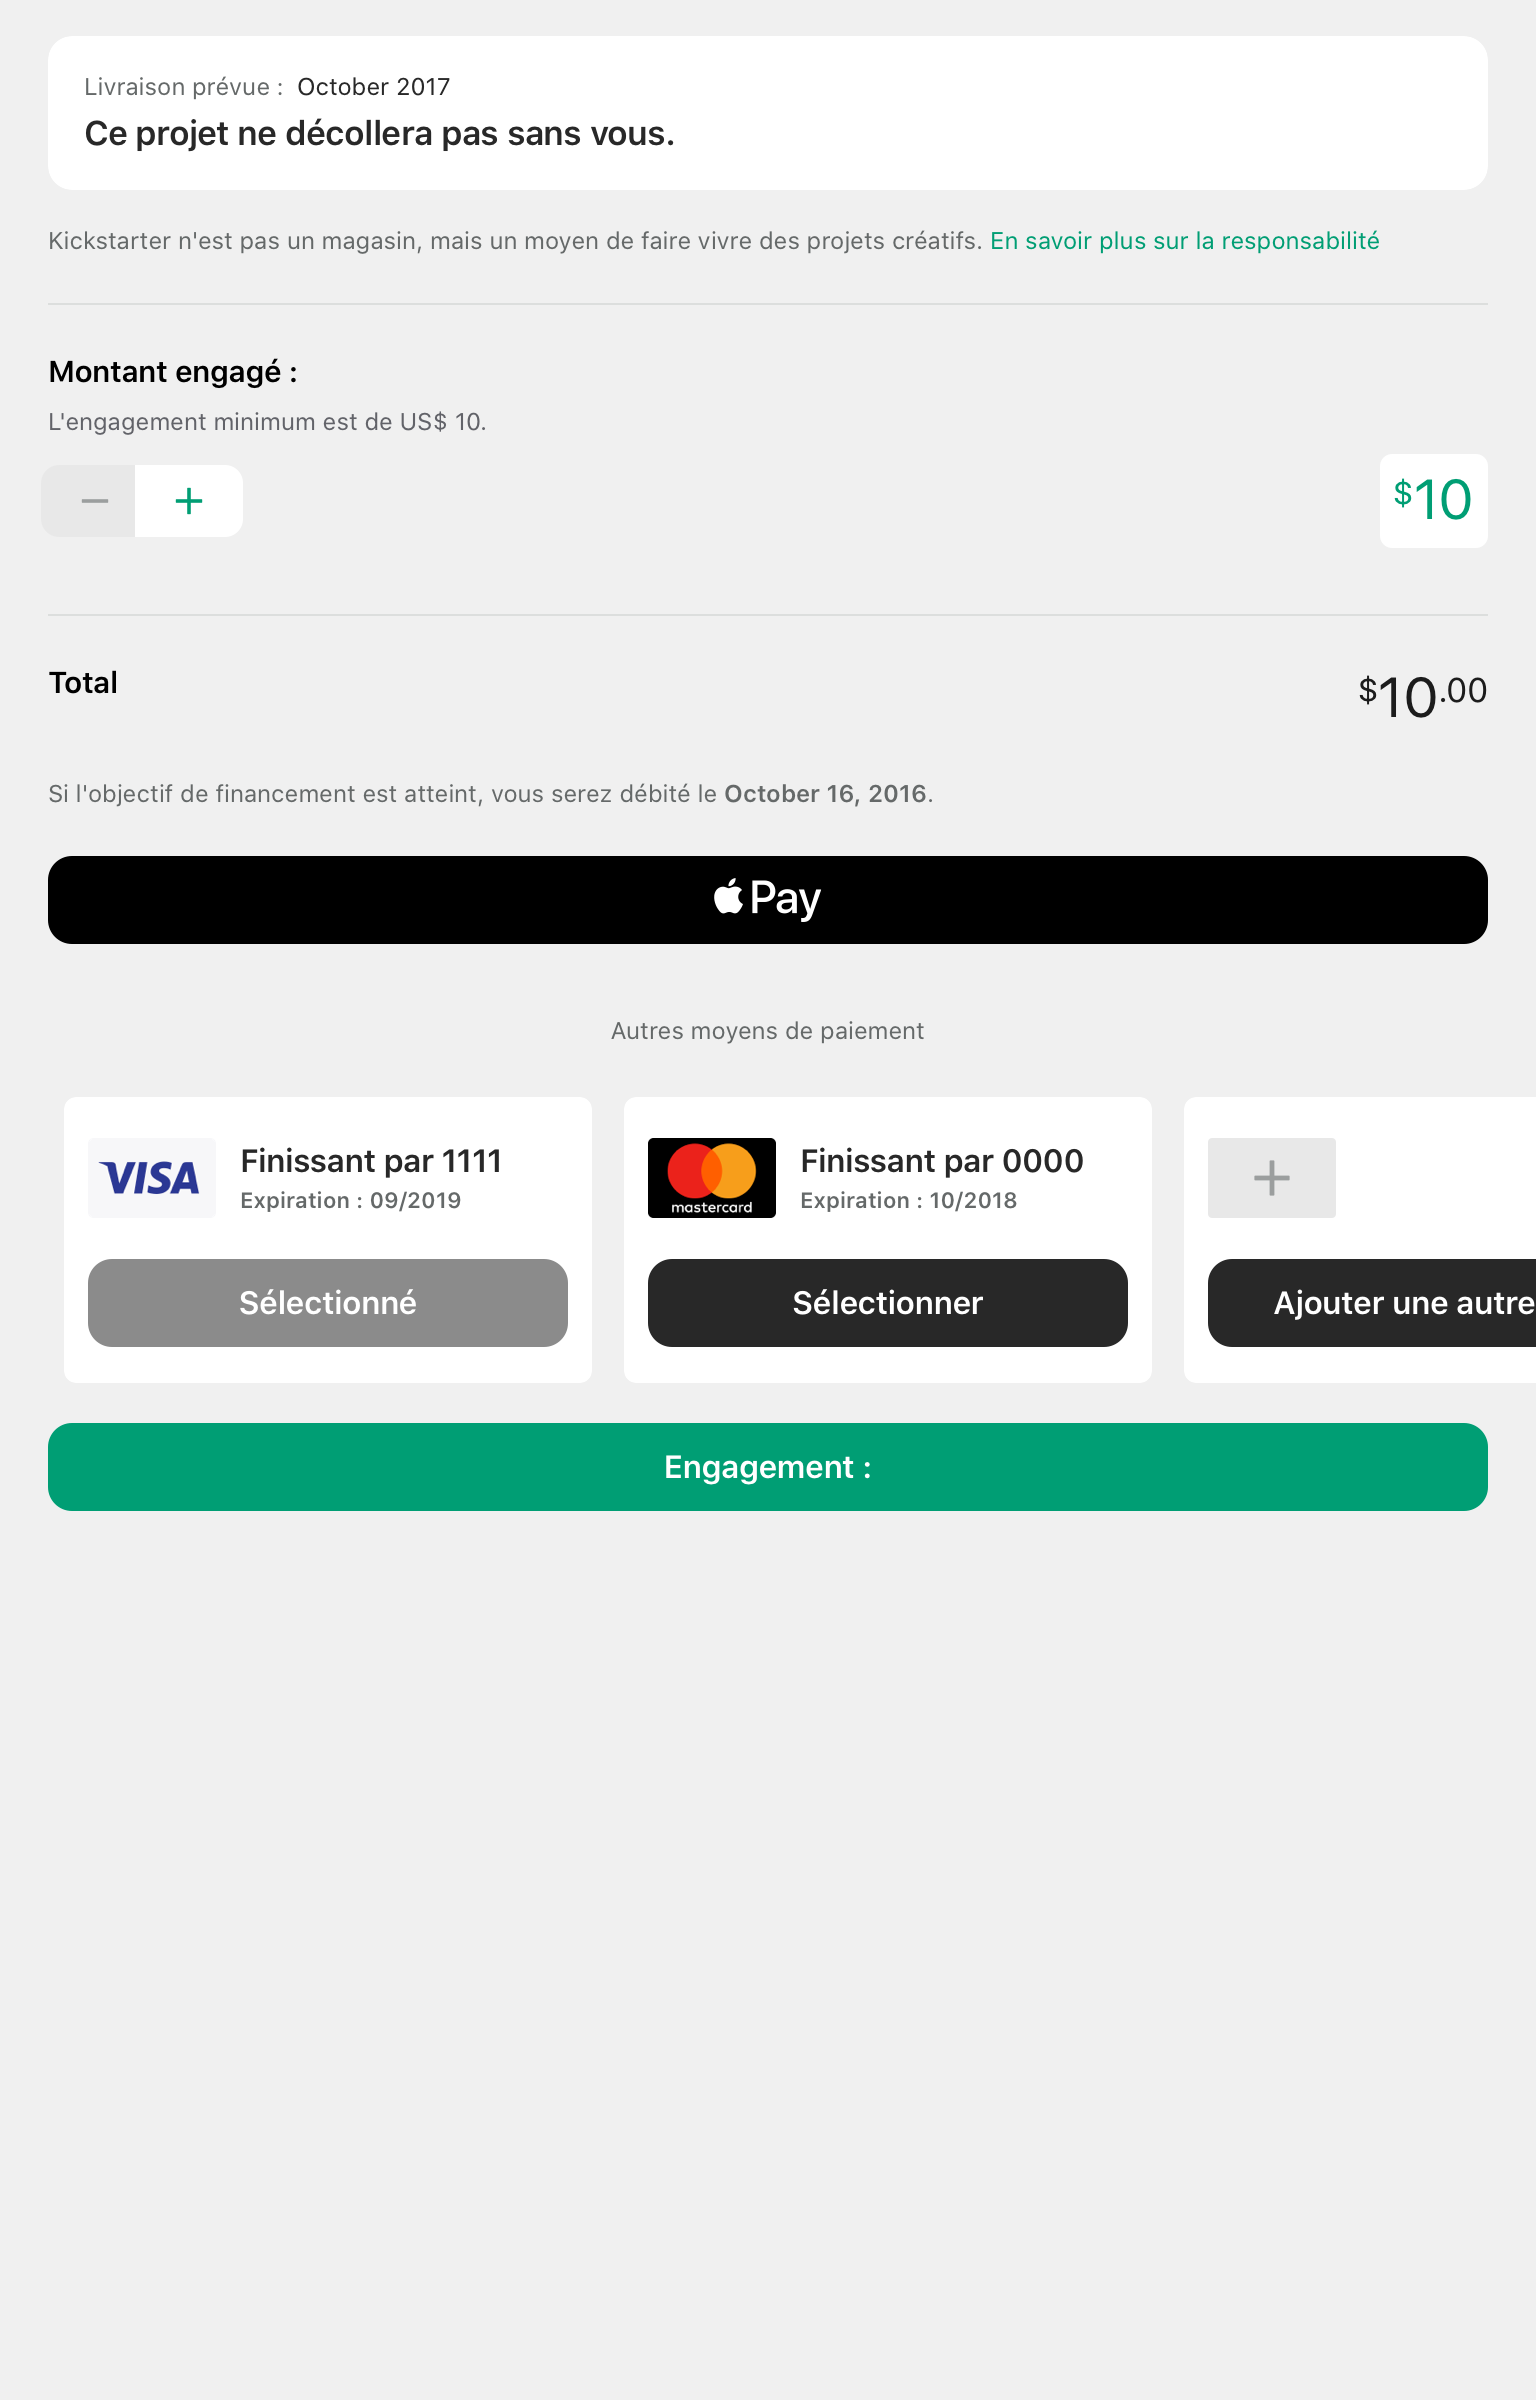 Livraison prévue : October 2017
Ce projet ne décollera pas sans vous.
Kickstarter n'est pas un magasin, mais un moyen de faire vivre des projets créatifs. En savoir plus sur la responsabilité
Montant engagé :
L'engagement minimum est de US$ 10.
$10
Total
$10.00
Si l'objectif de financement est atteint, vous serez débité le October 16, 2016.
Pay
Autres moyens de paiement
VISA
Finissant par 1111
Expiration : 09/2019
Sélectionné
mastercard
Finissant par 0000
Expiration : 10/2018
Sélectionner
Ajouter une autre
Engagement :